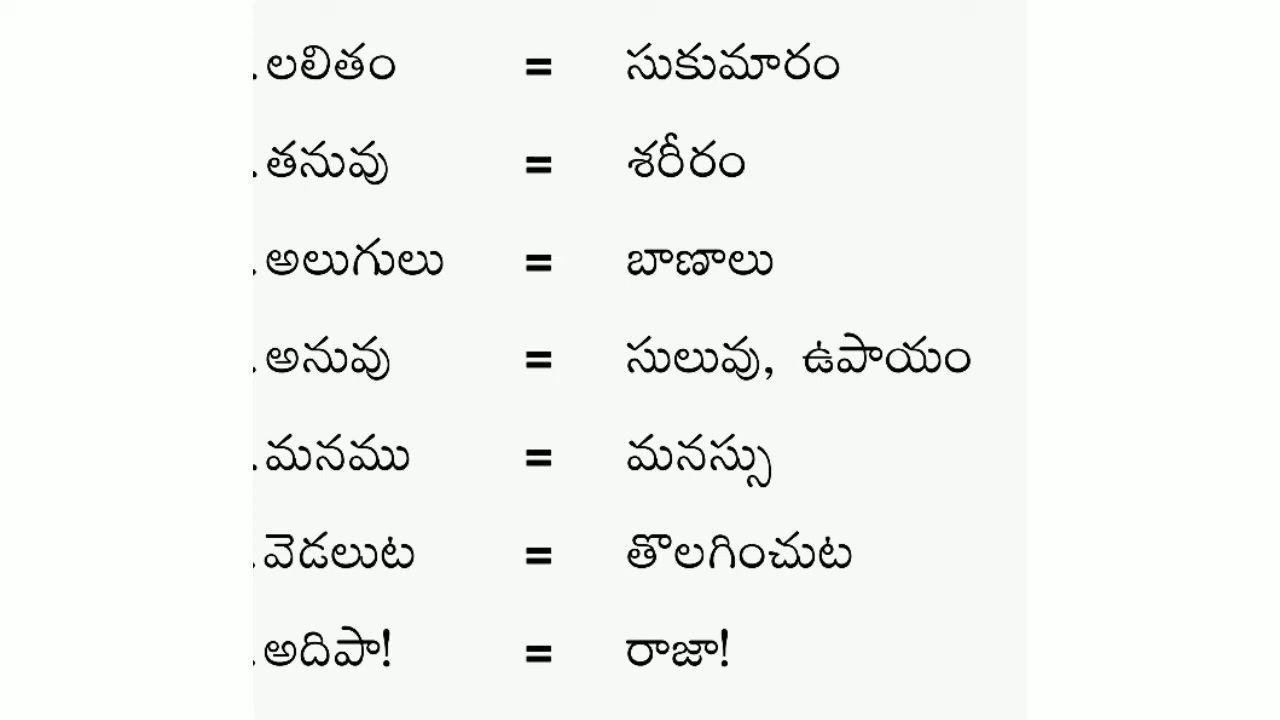 .లలితం = సుకుమారం
.తనువు = శరీరం
.అలుగులు = బాణాలు
.అనువు = సులువు, ఉపాయం
.మనము = మనస్సు
.వెడలుట = తొలగించుట
.అదిపా! = రాజా!